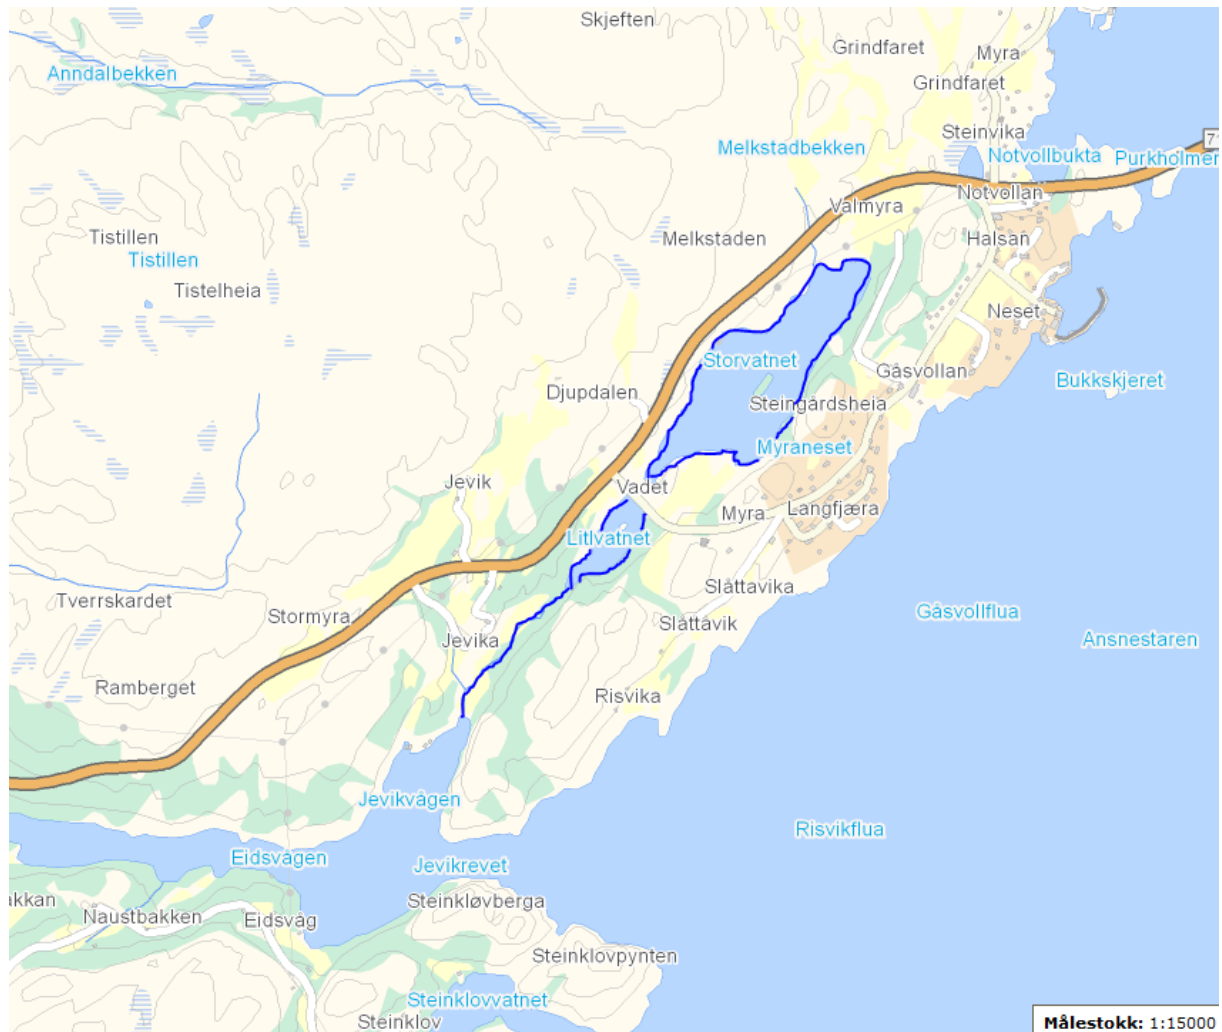 Skjeften
Grindfaret
Myra
Anndalbekken
Grindfaret
Steinvika
Melkstadbekken
Notvollbukta
Purkholmen
Notvollan
Valmyra
Tistillen
Melkstaden
Halsan
Tistillen
Tistelheia
Neset
Storvatnet
Gåsvollan
Bukkskjeret
Djupdalen
Steingårdsheia
Myraneset
Jevik
Vadet
Myra
Langfjæra
Litlvatnet
Slåttavika
Tverrskardet
Stormyra
Gåsvollflua
Slåttavik
Ansnestaren
Jevika
Ramberget
Risvika
Jevikvågen
Risvikflua
Eidsvågen
Jevikrevet
akkan
Steinkløvberga
Naustbakken
Eidsvåg
Steinklovpynten
Steinklovvatnet
Steinklov
Målestokk: 1:15000